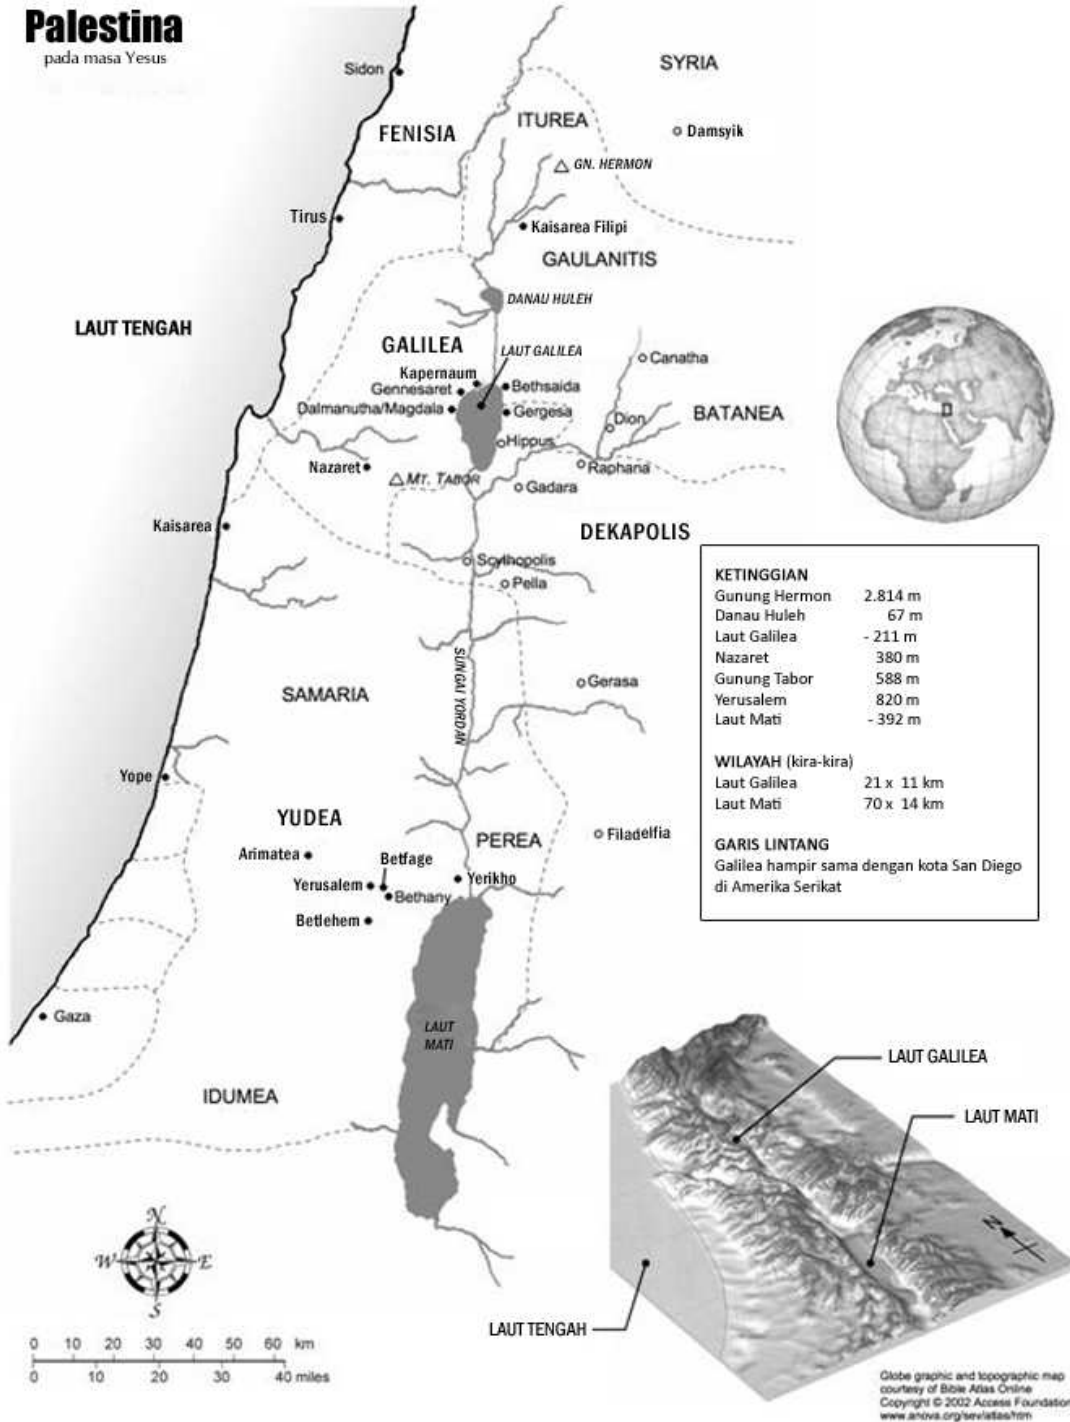 Palestina
pada masa Yesus
SYRIA
Sidon
ITUREA
FENISIA
Damsyik
GN. HERMON
Tirus
Kaisarea Filipi
GAULANITIS
DANAU HULEH
LAUT TENGAH
GALILEA
LAUT GALILEA
Canatha
Kapernaum
Gennesaret
Bethsaida
Dalmanutha/Magdala
Gergesa
BATANEA
Dion
Hippus
Nazaret
Raphana
MT. TABOR
Gadara
Kaisarea
DEKAPOLIS
Scythopolis
Pella
SUNGAI YORDAN
Gerasa
SAMARIA
Yope
YUDEA
PEREA
Filadelfia
Arimatea
Betfage
Yerusalem
Yerikho
Bethany
Betlehem
Gaza
LAUT
MATI
IDUMEA
KETINGGIAN
Gunung Hermon 2.814 m
Danau Huleh 67 m
Laut Galilea - 211 m
Nazaret 380 m
Gunung Tabor 588 m
Yerusalem 820 m
Laut Mati - 392 m
WILAYAH (kira-kira)
Laut Galilea 21 x 11 km
Laut Mati 70 x 14 km
GARIS LINTANG
Galilea hampir sama dengan kota San Diego
di Amerika Serikat
LAUT GALILEA
LAUT MATI
N
LAUT TENGAH
N
W E
S
0 10 20 30 40 50 60 km
0 10 20 30 40 miles
Globe graphic and topographic map
courtesy of Bible Atlas Online
Copyright © 2002 Access Foundation
www.anova.org/sev/atlas/htm